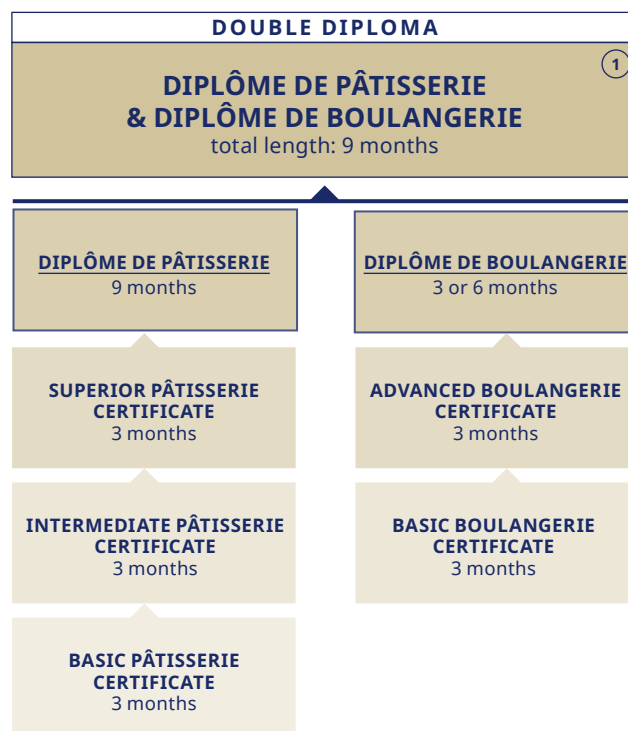 DOUBLE DIPLOMA
1
DIPLÔME DE PÂTISSERIE
& DIPLÔME DE BOULANGERIE
total length: 9 months
DIPLÔME DE PÂTISSERIE
9 months
SUPERIOR PÂTISSERIE
CERTIFICATE
3 months
INTERMEDIATE PÂTISSERIE
CERTIFICATE
3 months
BASIC PÂTISSERIE
CERTIFICATE
3 months
DIPLÔME DE BOULANGERIE
3 or 6 months
ADVANCED BOULANGERIE
CERTIFICATE
3 months
BASIC BOULANGERIE
CERTIFICATE
3 months